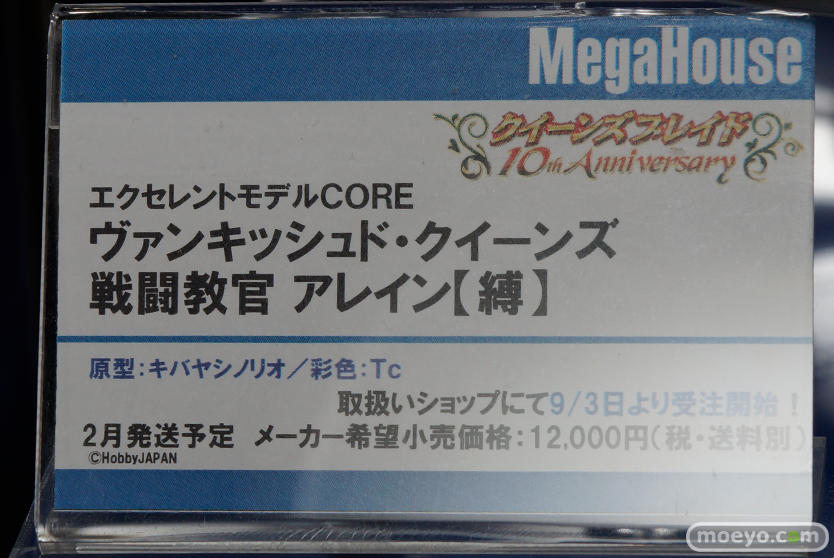 MegaHouse
クイーンズブレイド
10th Anniversary
エクセレントモデルCORE
ヴァンキッシュド・クイーンズ
戦闘教官 アレイン【縛】
原型：キバヤシノリオ／彩色：Tc
取扱いショップにて9/3日より受注開始！
2月発送予定 メーカー希望小売価格：12,000円（税・送料別）
©HobbyJAPAN
moeyo.com